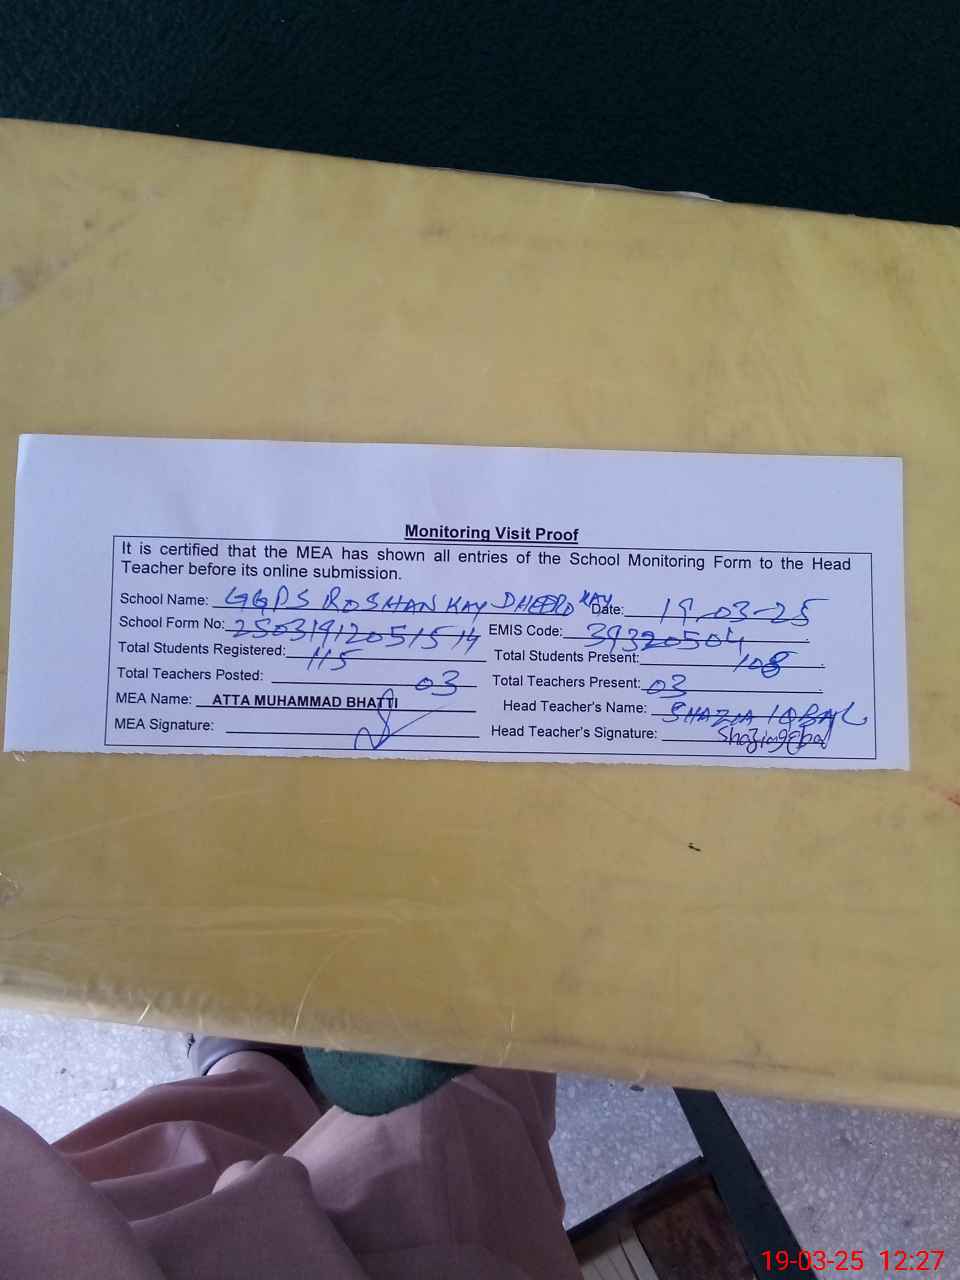 Monitoring Visit Proof
It is certified that the MEA has shown all entries of the School Monitoring Form to the Head
Teacher before its online submission.
School Name: GGPS ROSHAN KAY DHEERO KAY Date: 19-03-25
School Form No: 25031912051514 EMIS Code: 39320504
Total Students Registered: 115 Total Students Present: 108
Total Teachers Posted: 03 Total Teachers Present: 03
MEA Name: ATTA MUHAMMAD BHATTI Head Teacher's Name: SHAZIA IQBAL
MEA Signature: Head Teacher's Signature:
19-03-25 12:27